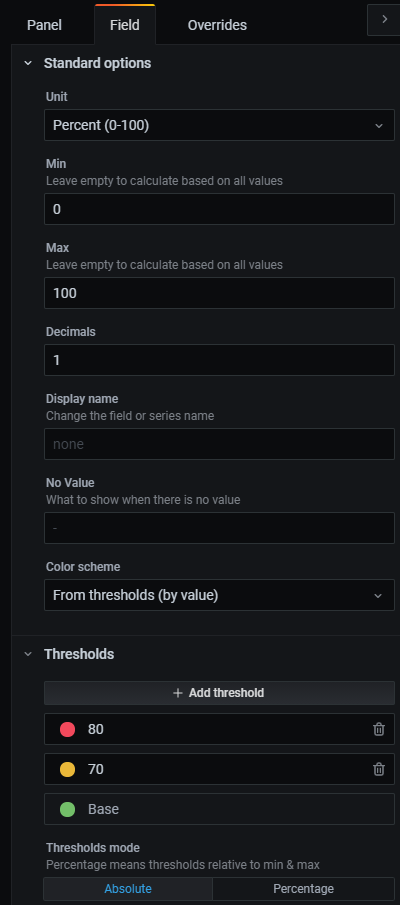 Panel Field Overrides
Standard options
Unit
Percent (0-100)
Min
Leave empty to calculate based on all values
0
Max
Leave empty to calculate based on all values
100
Decimals
1
Display name
Change the field or series name
none
No Value
What to show when there is no value
-
Color scheme
From thresholds (by value)
Thresholds
+ Add threshold
80
70
Base
Thresholds mode
Percentage means thresholds relative to min & max
Absolute Percentage